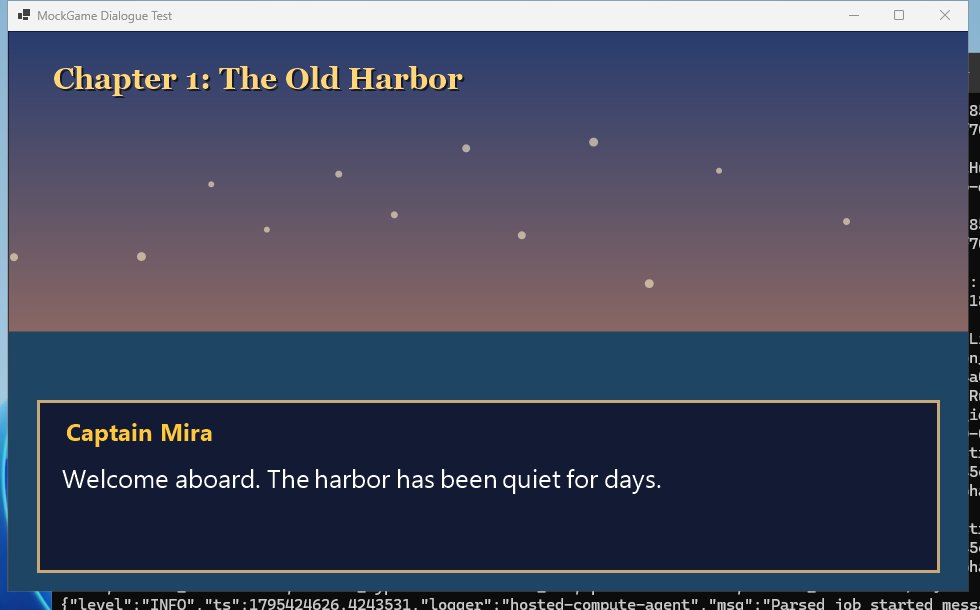 MockGame Dialogue Test
Chapter 1: The Old Harbor
Captain Mira
Welcome aboard. The harbor has been quiet for days.
{"level":"INFO","ts":1795424626.4243531,"logger":"hosted-compute-agent","msg":"Parsed job started mes